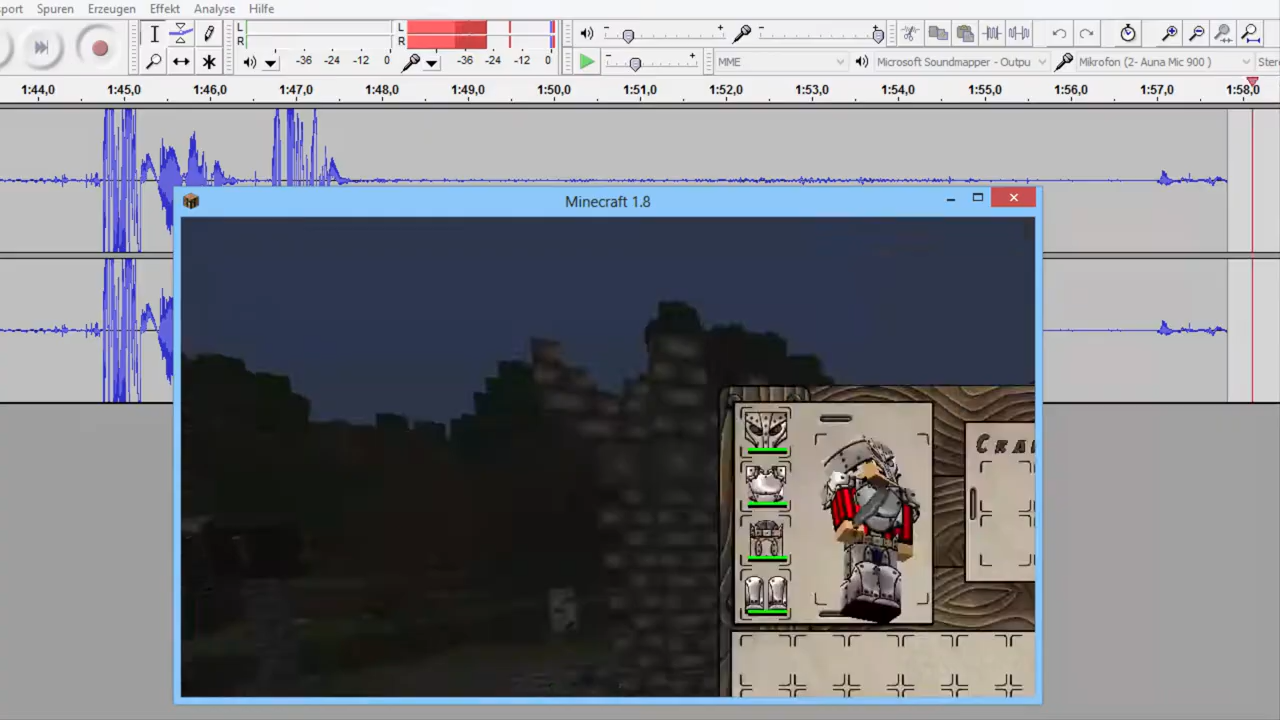 sport Spuren Erzeugen Effekt Analyse Hilfe
L
R
L
R
-36 -24 -12 0
-36 -24 -12 0
MME
Microsoft Soundmapper - Outpu
Mikrofon (2- Auna Mic 900 )
Ster
1:44,0 1:45,0 1:46,0 1:47,0 1:48,0 1:49,0 1:50,0 1:51,0 1:52,0 1:53,0 1:54,0 1:55,0 1:56,0 1:57,0 1:58,0
Minecraft 1.8
CRA